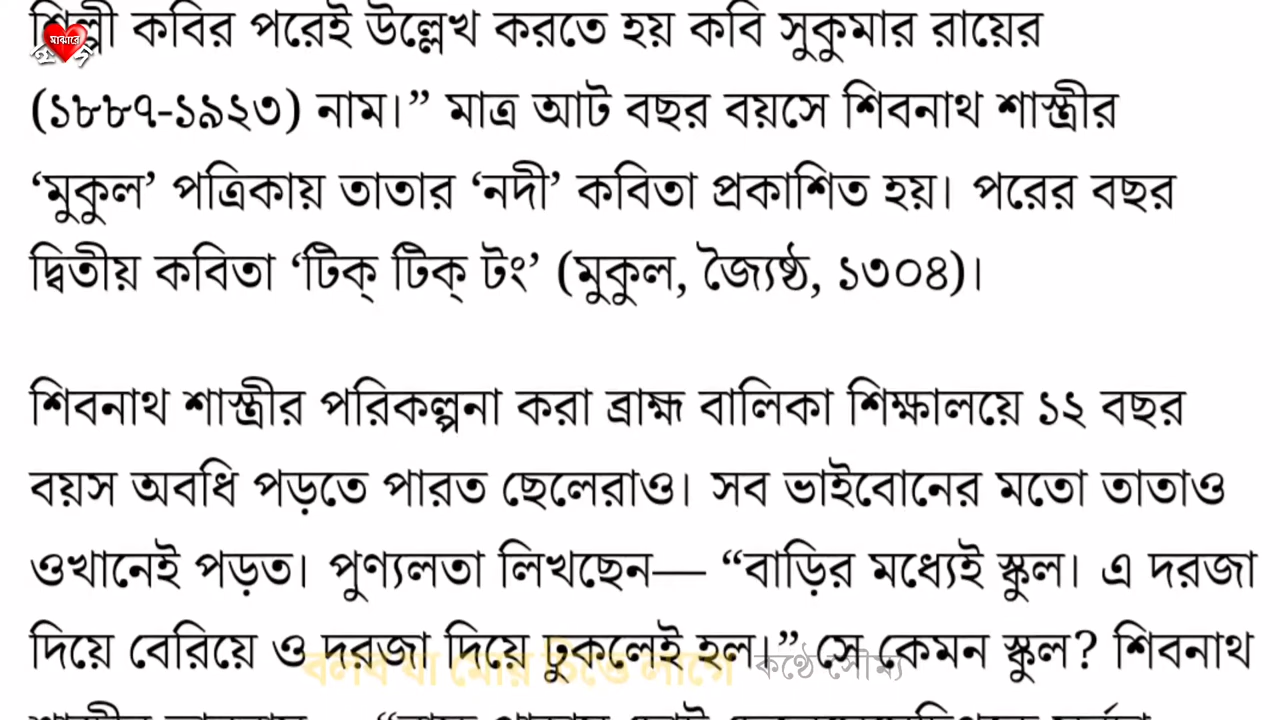 শিল্পী কবির পরেই উল্লেখ করতে হয় কবি সুকুমার রায়ের
মাঝারে
(১৮৮৭-১৯২৩) নাম।” মাত্র আট বছর বয়সে শিবনাথ শাস্ত্রীর
‘মুকুল’ পত্রিকায় তাতার ‘নদী’ কবিতা প্রকাশিত হয়। পরের বছর
দ্বিতীয় কবিতা ‘টিক্ টিক্ টং’ (মুকুল, জ্যৈষ্ঠ, ১৩০৪)।
শিবনাথ শাস্ত্রীর পরিকল্পনা করা ব্রাহ্ম বালিকা শিক্ষালয়ে ১২ বছর
বয়স অবধি পড়তে পারত ছেলেরাও। সব ভাইবোনের মতো তাতাও
ওখানেই পড়ত। পুণ্যলতা লিখছেন— “বাড়ির মধ্যেই স্কুল। এ দরজা
দিয়ে বেরিয়ে ও দরজা দিয়ে ঢুকলেই হল।” সে কেমন স্কুল? শিবনাথ
বলব যা মোর চিত্তে লাগে কণ্ঠে সৌম্য